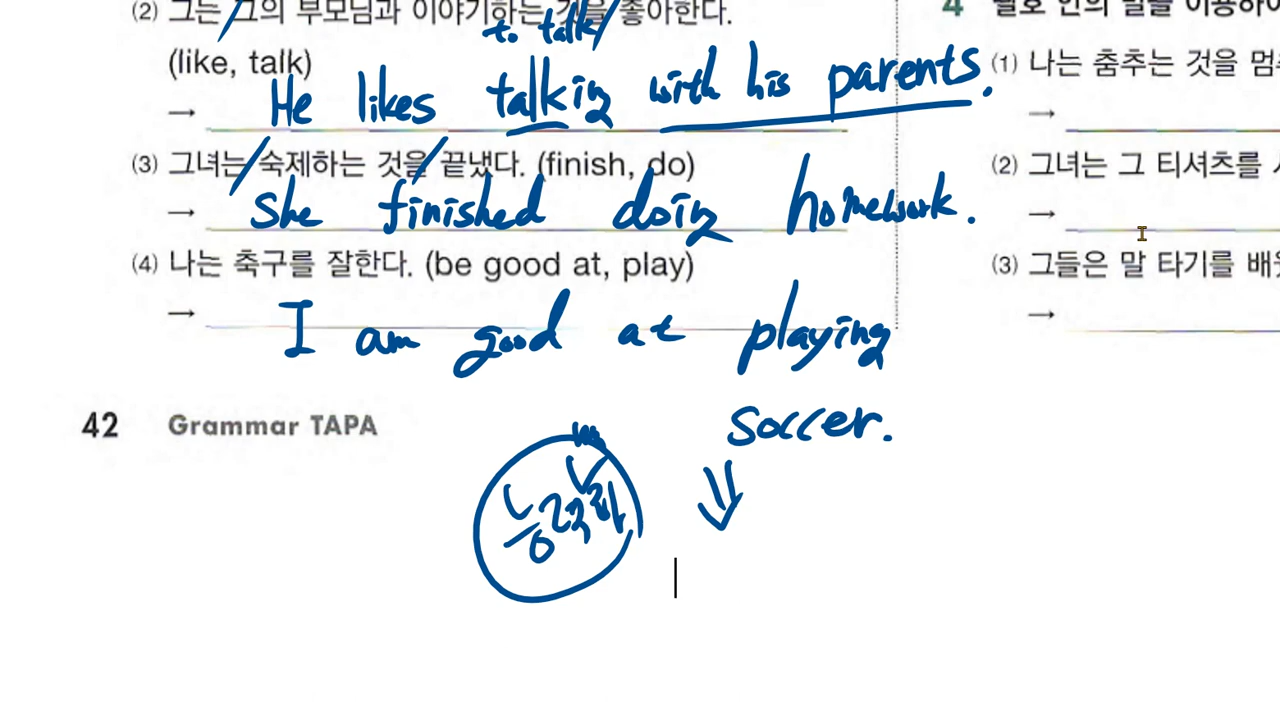 (2) 그는 그의 부모님과 이야기하는 것을 좋아한다.
to talk
(like, talk)
→ He likes talking with his parents.
(3) 그녀는 숙제하는 것을 끝냈다. (finish, do)
→ She finished doing homework.
(4) 나는 축구를 잘한다. (be good at, play)
→ I am good at playing
soccer.
42 Grammar TAPA
4 괄호 안의 말을 이용하여
(1) 나는 춤추는 것을 멈
→
(2) 그녀는 그 티셔츠를
→
(3) 그들은 말 타기를 배
→